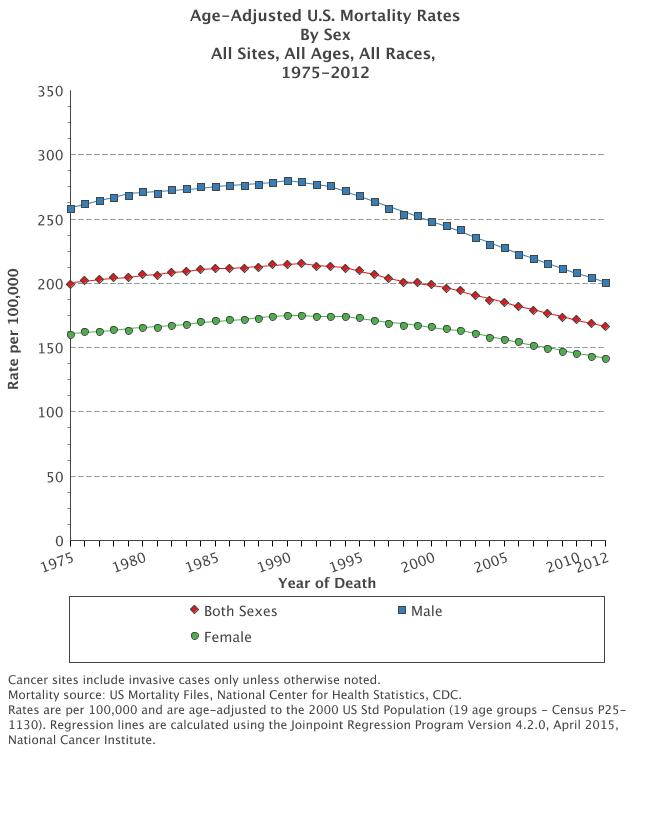 Age-Adjusted U.S. Mortality Rates
By Sex
All Sites, All Ages, All Races,
1975-2012
350
300
250
200
150
100
50
0
Rate per 100,000
1975
1980
1985
1990
1995
2000
2005
2010
2012
Year of Death
Both Sexes
Male
Female
Cancer sites include invasive cases only unless otherwise noted.
Mortality source: US Mortality Files, National Center for Health Statistics, CDC.
Rates are per 100,000 and are age-adjusted to the 2000 US Std Population (19 age groups - Census P25-
1130). Regression lines are calculated using the Joinpoint Regression Program Version 4.2.0, April 2015,
National Cancer Institute.